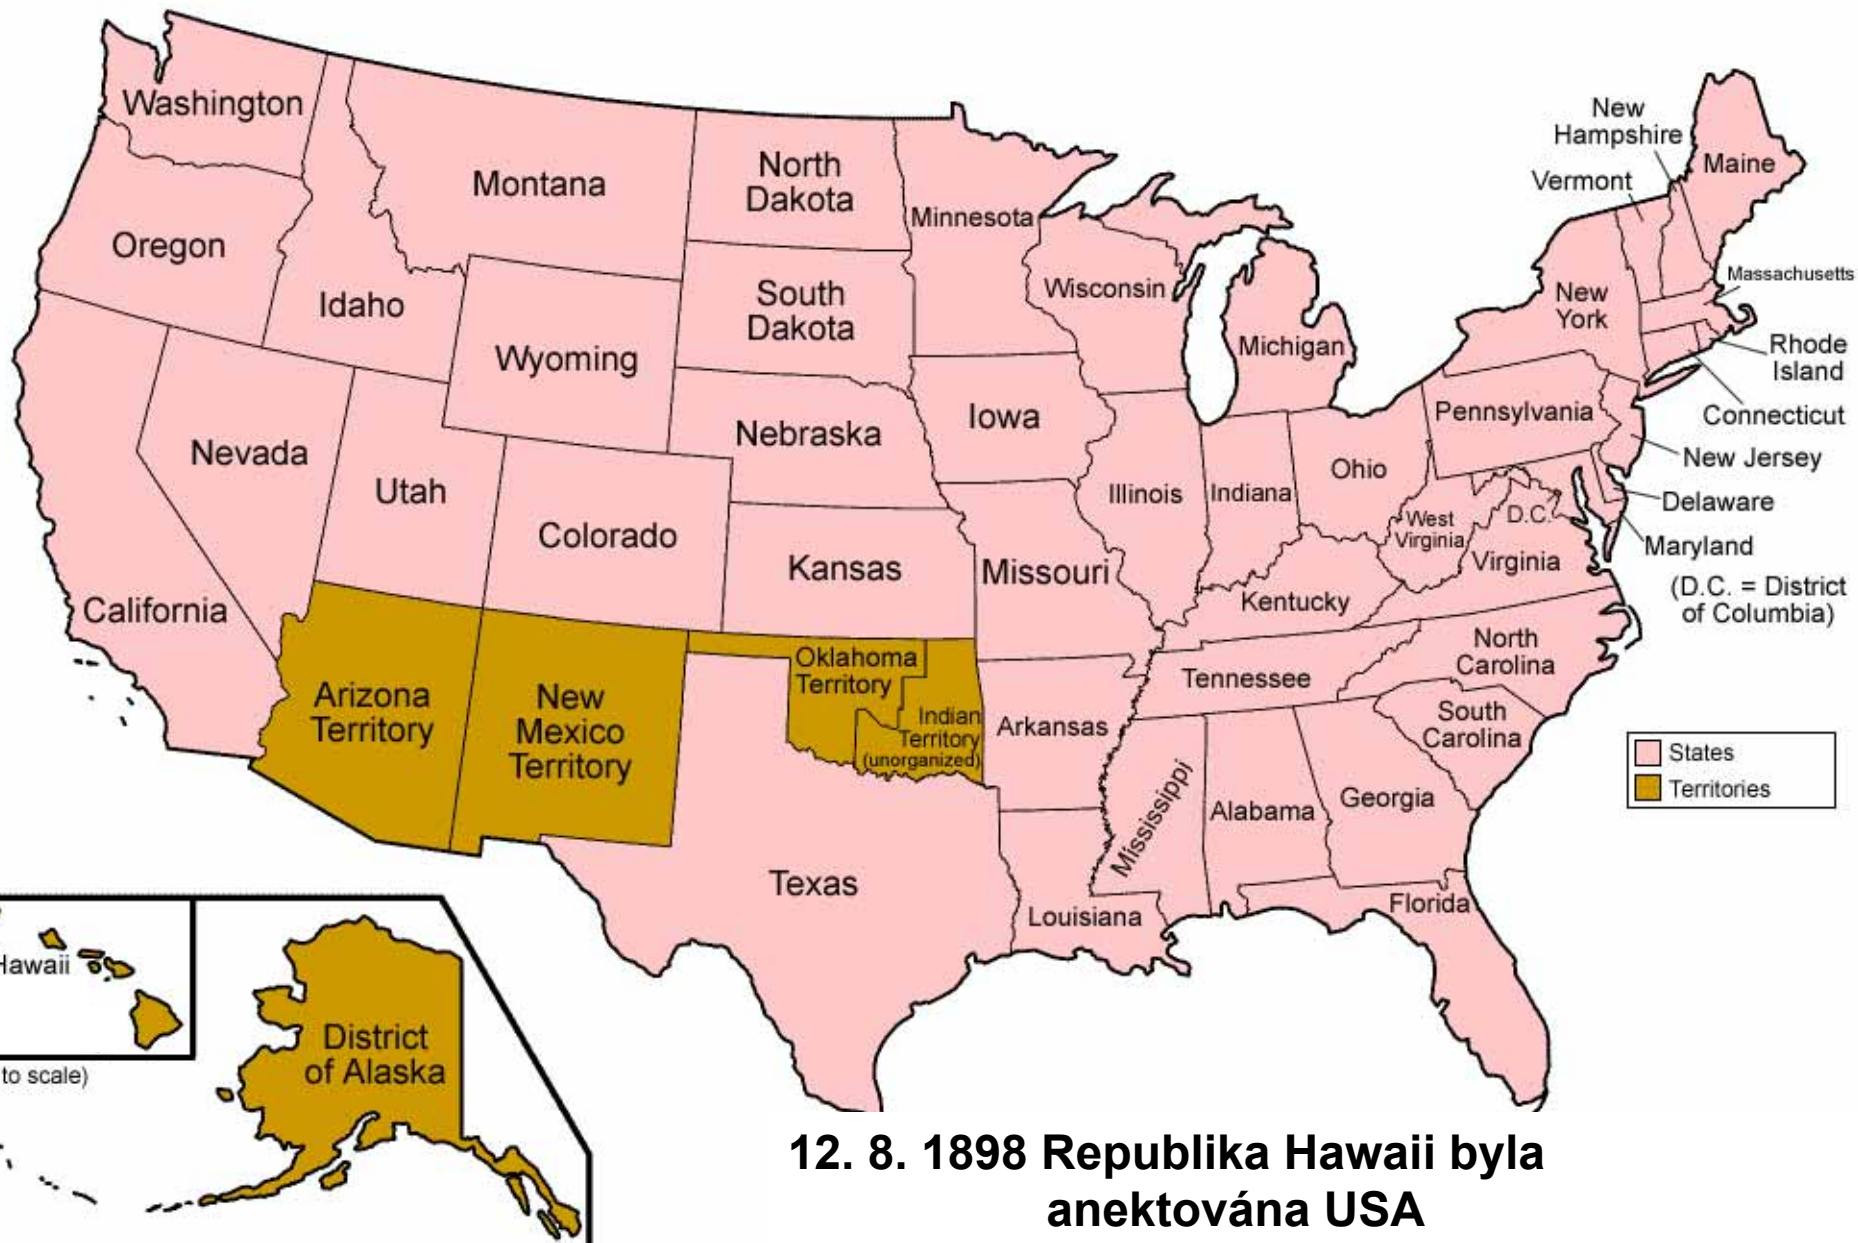 Washington
Montana
North
Dakota
Minnesota
New
Hampshire
Vermont
Maine
Oregon
Idaho
Wyoming
South
Dakota
Wisconsin
Michigan
New
York
Massachusetts
Rhode
Island
Connecticut
Nevada
Utah
Colorado
Nebraska
Iowa
Illinois
Indiana
Ohio
Pennsylvania
New Jersey
Delaware
Maryland
(D.C. = District
of Columbia)
West
Virginia
D.C.
Virginia
California
Kansas
Missouri
Kentucky
North
Carolina
Tennessee
South
Carolina
Arizona
Territory
New
Mexico
Territory
Oklahoma
Territory
Indian
Territory
(unorganized)
Arkansas
Mississippi
Alabama
Georgia
States
Territories
Texas
Louisiana
Florida
Hawaii
to scale)
District
of Alaska
12. 8. 1898 Republika Hawaii byla
anektována USA